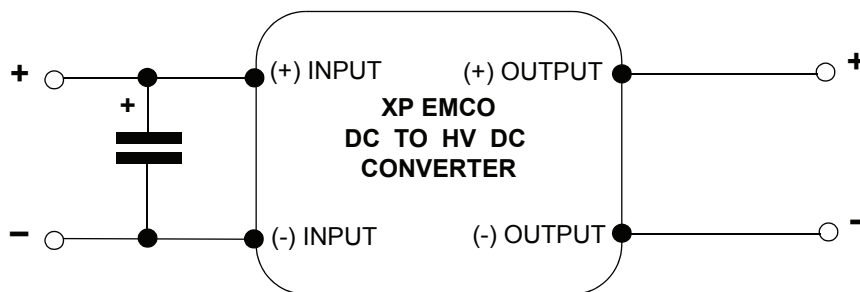 + (+) INPUT (+) OUTPUT +
+
XP EMCO
DC TO HV DC
CONVERTER
− (-) INPUT (-) OUTPUT −